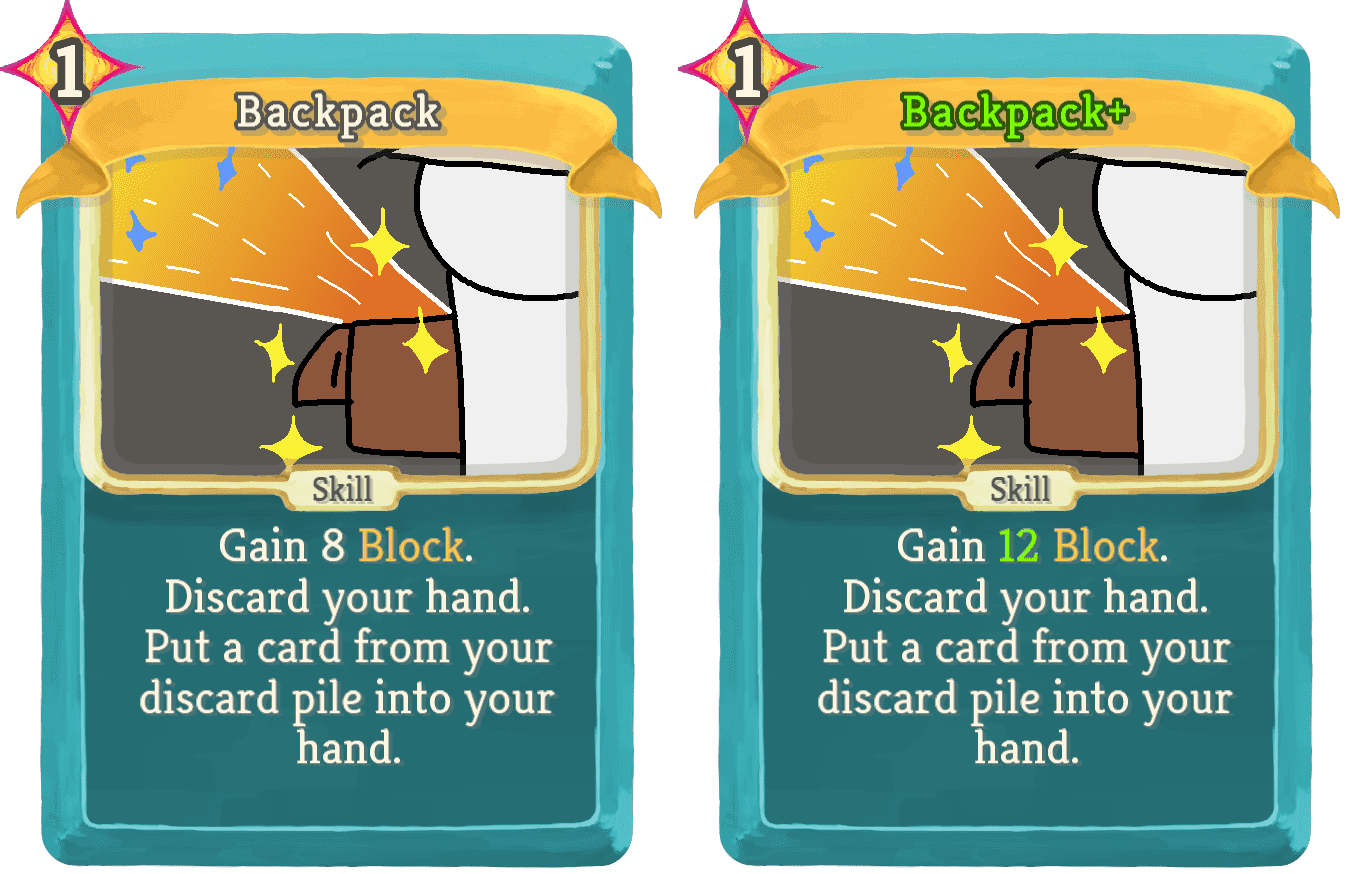 1
Backpack
Skill
Gain 8 Block.
Discard your hand.
Put a card from your
discard pile into your
hand.
1
Backpack+
Skill
Gain 12 Block.
Discard your hand.
Put a card from your
discard pile into your
hand.